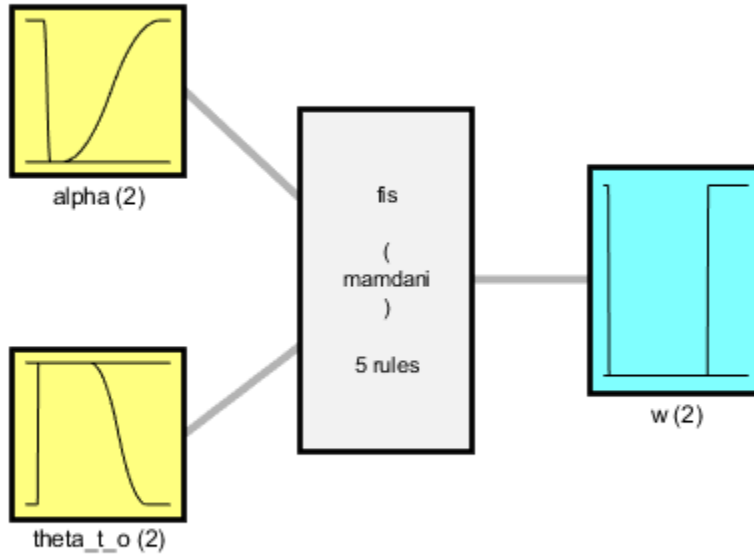 alpha (2)
fis
(
mamdani
)
5 rules
w (2)
theta_t_o (2)